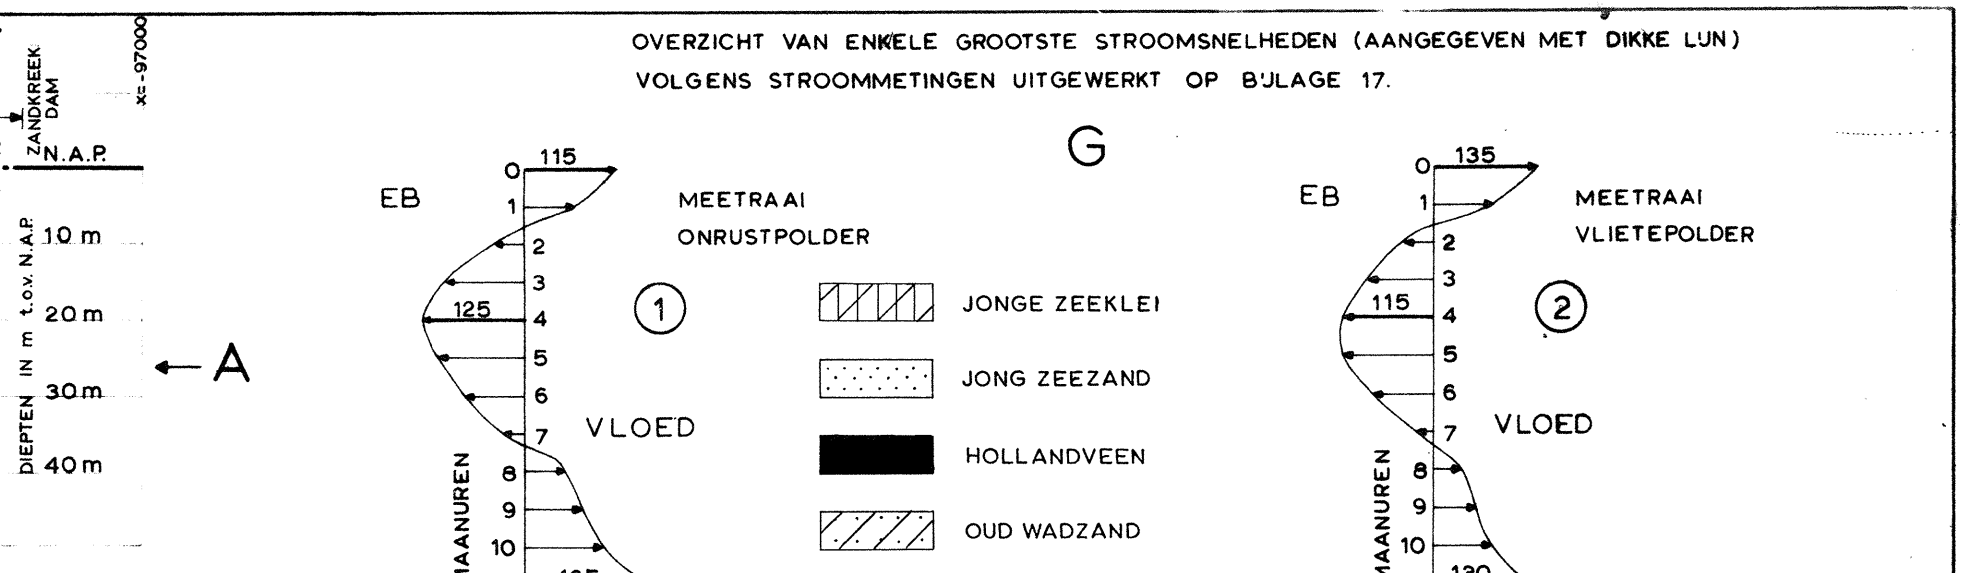 OVERZICHT VAN ENKELE GROOTSTE STROOMSNELHEDEN (AANGEGEVEN MET DIKKE LIJN)
VOLGENS STROOMMETINGEN UITGEWERKT OP BIJLAGE 17.
ZANDKREEK
DAM
x=-97000
N.A.P.
DIEPTEN IN m t.o.v. N.A.P.
10 m
20 m
30 m
40 m
A
G
EB
115
0
1
2
3
125
4
5
6
7
8
9
10
VLOED
MAANUREN
MEETRAAI
ONRUSTPOLDER
1
JONGE ZEEKLEI
JONG ZEEZAND
HOLLANDVEEN
OUD WADZAND
EB
135
0
1
2
3
115
4
5
6
7
8
9
10
VLOED
MAANUREN
130
MEETRAAI
VLIETEPOLDER
2